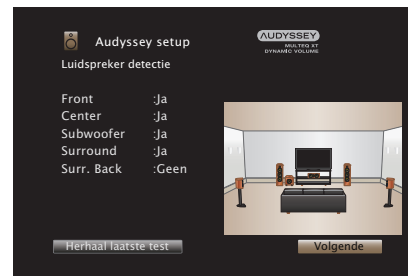 Audyssey setup
AUDYSSEY
MULTEQ XT
DYNAMIC VOLUME
Luidspreker detectie
Front :Ja
Center :Ja
Subwoofer :Ja
Surround :Ja
Surr. Back :Geen
Herhaal laatste test
Volgende